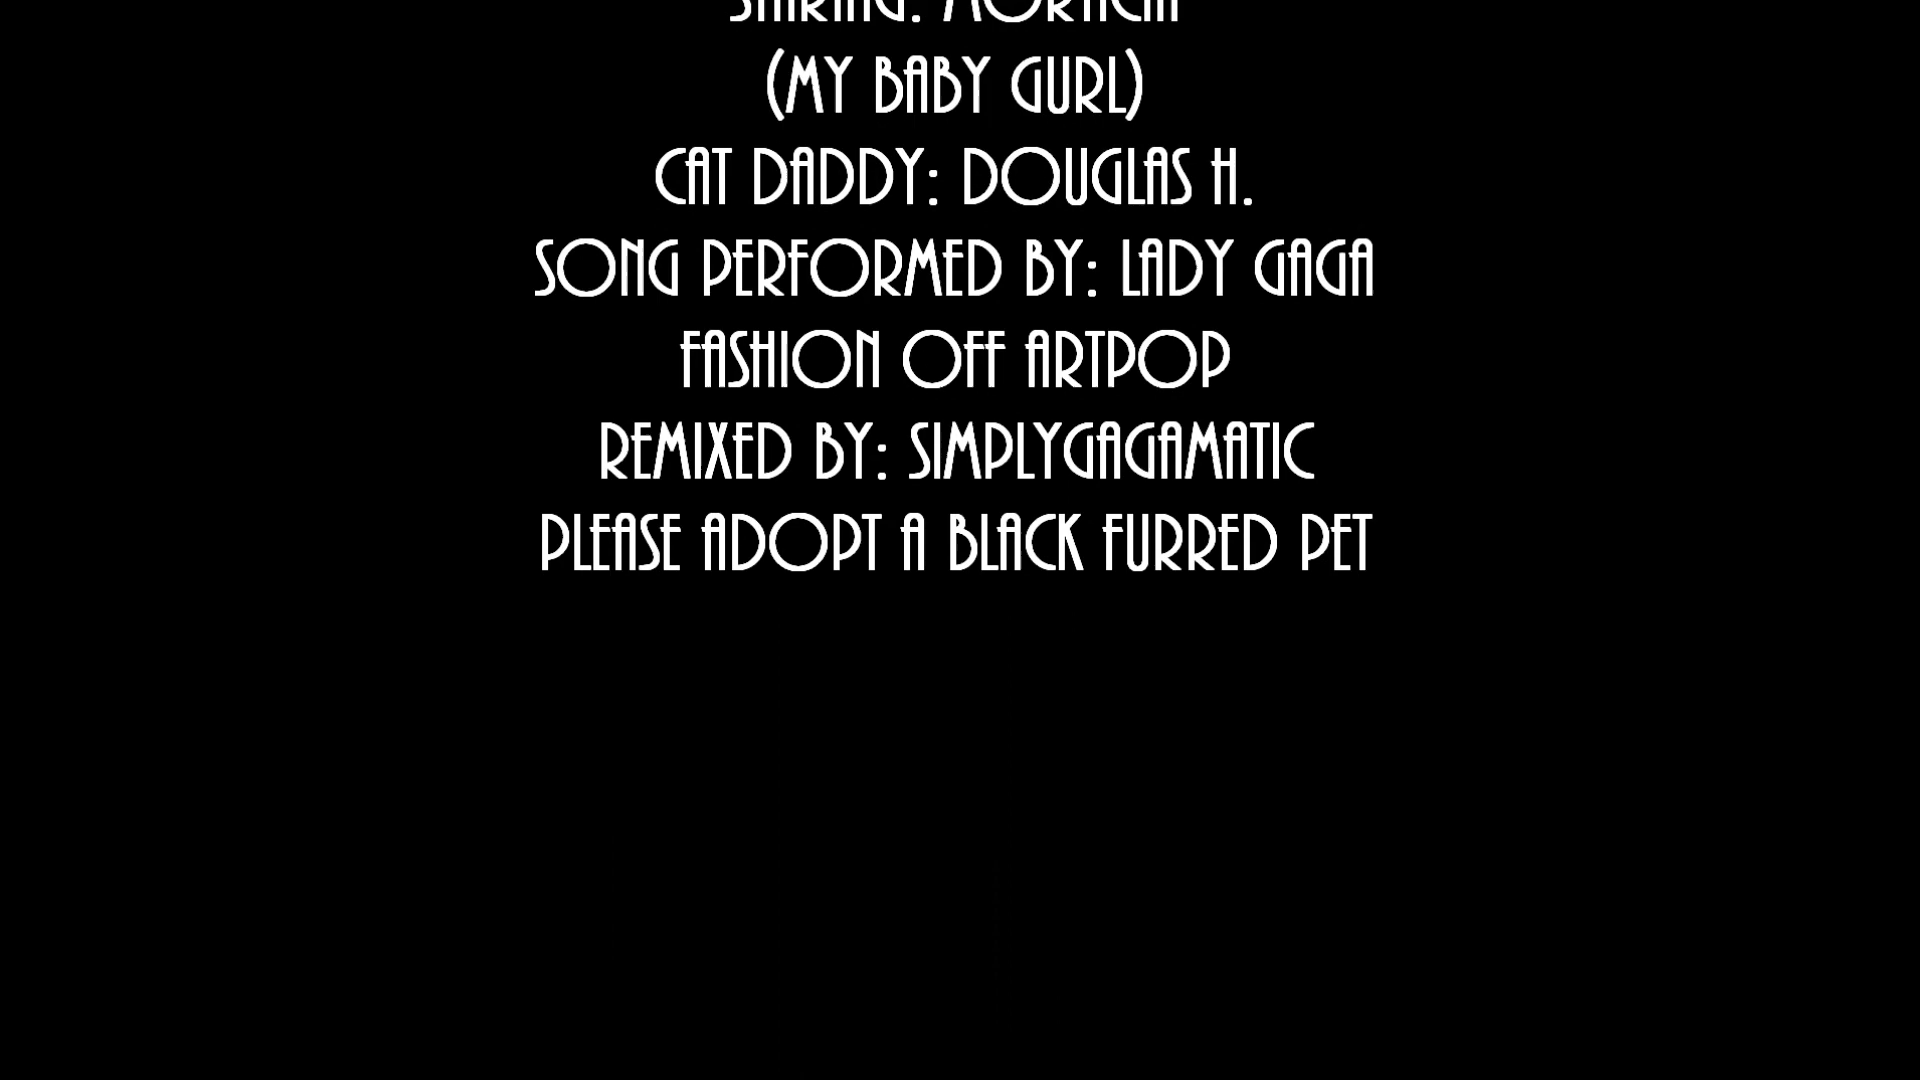 MORTICIA
(MY BABY GURL)
CAT DADDY: DOUGLAS H.
SONG PERFORMED BY: LADY GAGA
FASHION OFF ARTPOP
REMIXED BY: SIMPLYGAGAMATIC
PLEASE ADOPT A BLACK FURRED PET